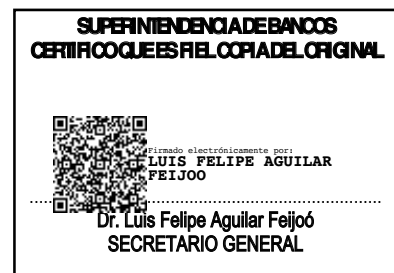 SUPERINTENDENCIA DE BANCOS
CERTIFICO QUE ES FIEL COPIA DEL ORIGINAL
Firmado electrónicamente por:
LUIS FELIPE AGUILAR
FEIJOO
Dr. Luis Felipe Aguilar Feijoó
SECRETARIO GENERAL